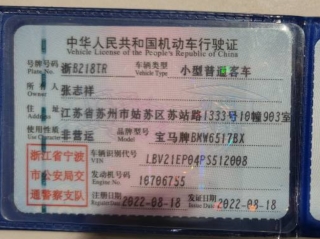 中华人民共和国机动车行驶证
Vehicle License of the People's Republic of China
号牌号码 浙B218TR 车辆类型 小型普通客车
Plate No. Vehicle Type
所有人 张志祥
Owner
住址 江苏省苏州市姑苏区苏站路1333号10幢903室
Address
使用性质 非营运 品牌型号 宝马牌BMW6517BX
Use Character Model
浙江省宁波 车辆识别代号 LBV21EP04PS512008
VIN
市公安局交 发动机号码 16706755
Engine No.
通警察支队 注册日期 2022-08-18 发证日期 2022-08-18
Register Date Issue Date